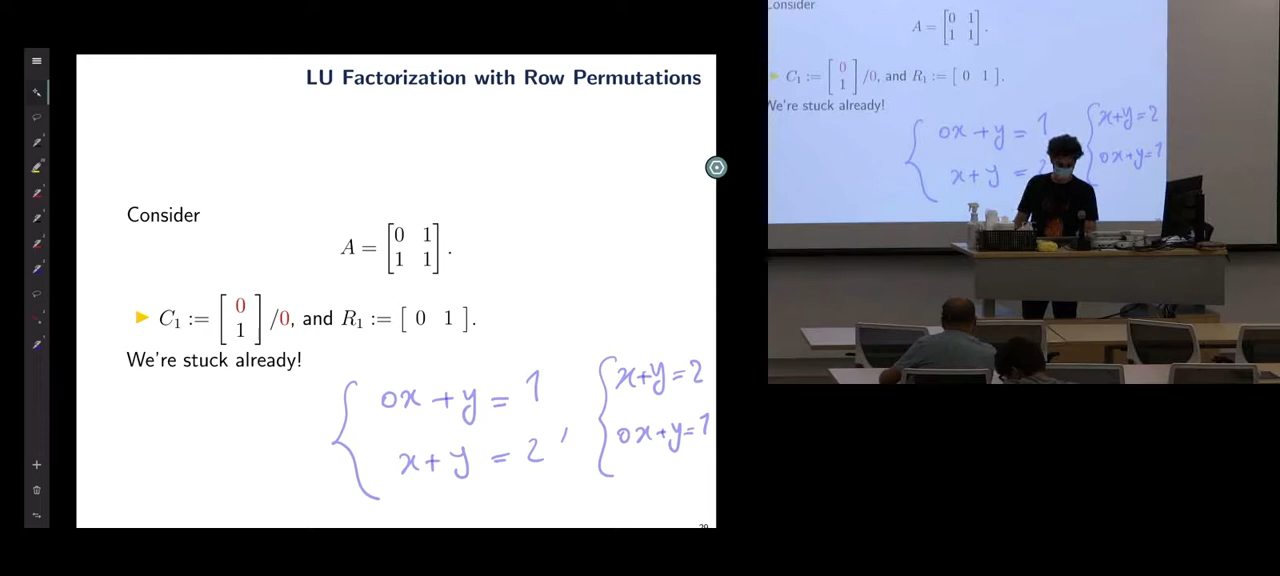 LU Factorization with Row Permutations
Consider
A = [0 1
1 1] .
C₁ := [0
1] /0, and R₁ := [ 0 1 ].
We're stuck already!
0x + y = 1
x + y = 2 ,
x+y=2
0x+y=1
29
Consider
A = [0 1
1 1] .
C₁ := [0
1] /0, and R₁ := [ 0 1 ].
We're stuck already!
0x + y = 1
x + y =
x+y=2
0x+y=1